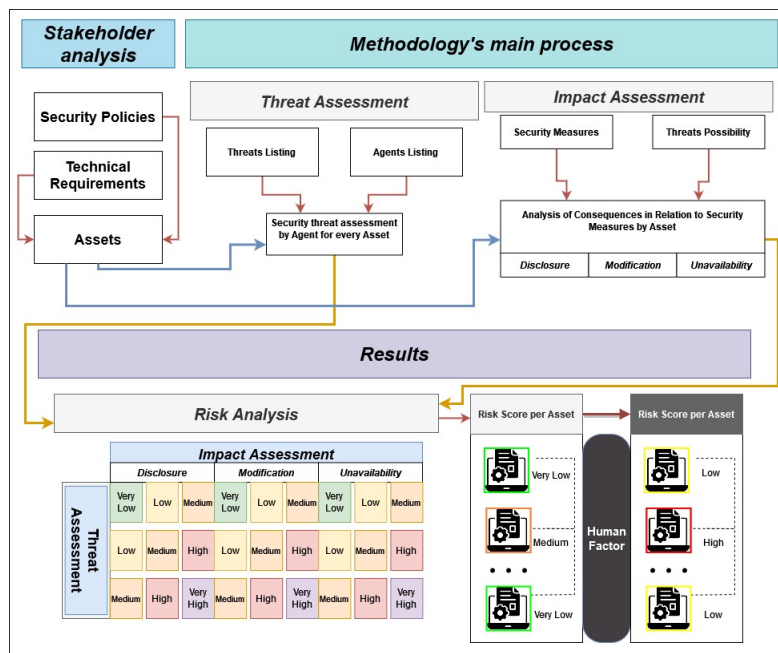 Stakeholder
analysis
Methodology's main process
Threat Assessment
Impact Assessment
Security Policies
Technical
Requirements
Assets
Threats Listing
Agents Listing
Security threat assessment
by Agent for every Asset
Security Measures
Threats Possibility
Analysis of Consequences in Relation to Security
Measures by Asset
Disclosure
Modification
Unavailability
Results
Risk Analysis
Impact Assessment
Disclosure
Modification
Unavailability
Threat
Assessment
Very
Low
Low
Medium
Very
Low
Low
Medium
Very
Low
Low
Medium
Low
Medium
High
Low
Medium
High
Low
Medium
High
Medium
High
Very
High
Medium
High
Very
High
Medium
High
Very
High
Risk Score per Asset
Very Low
Medium
Very Low
Human
Factor
Risk Score per Asset
Low
High
Low